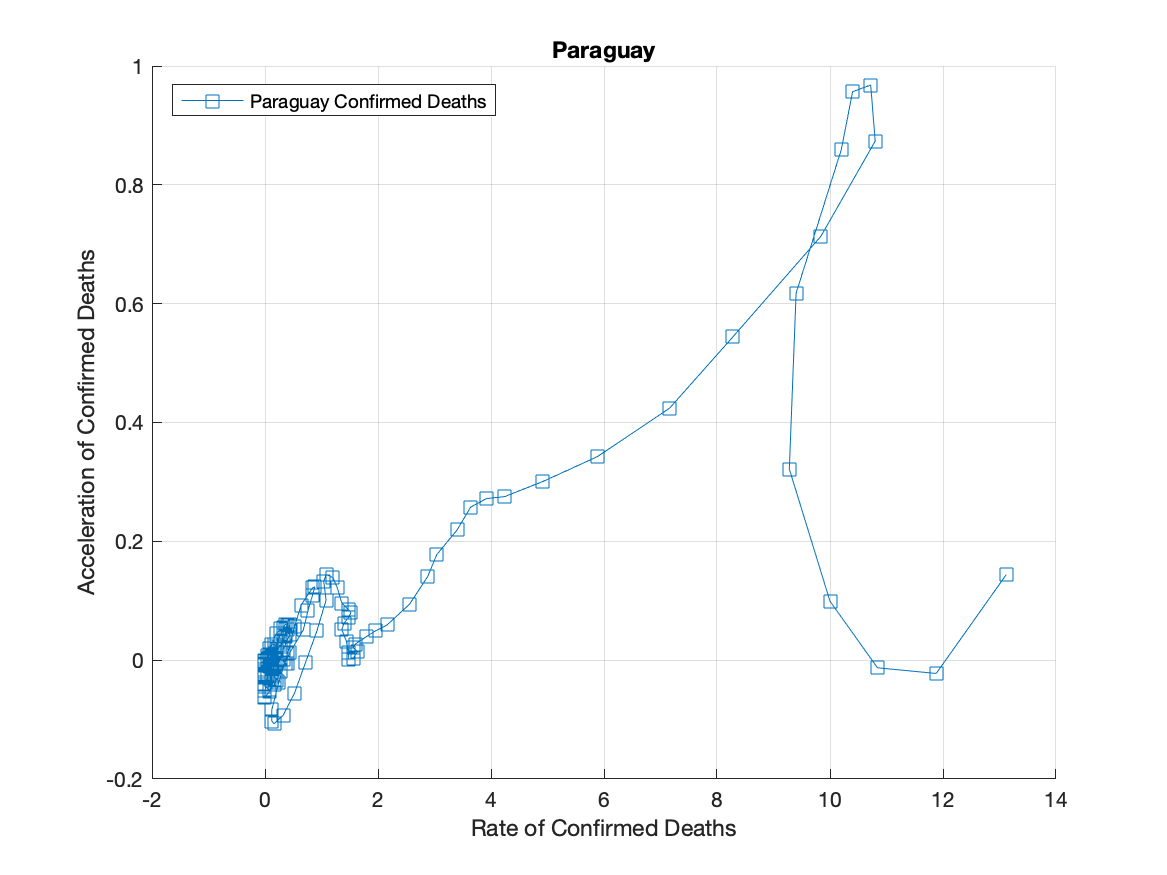 Paraguay
Paraguay Confirmed Deaths
1
0.8
0.6
0.4
0.2
0
-0.2
Acceleration of Confirmed Deaths
-2 0 2 4 6 8 10 12 14
Rate of Confirmed Deaths